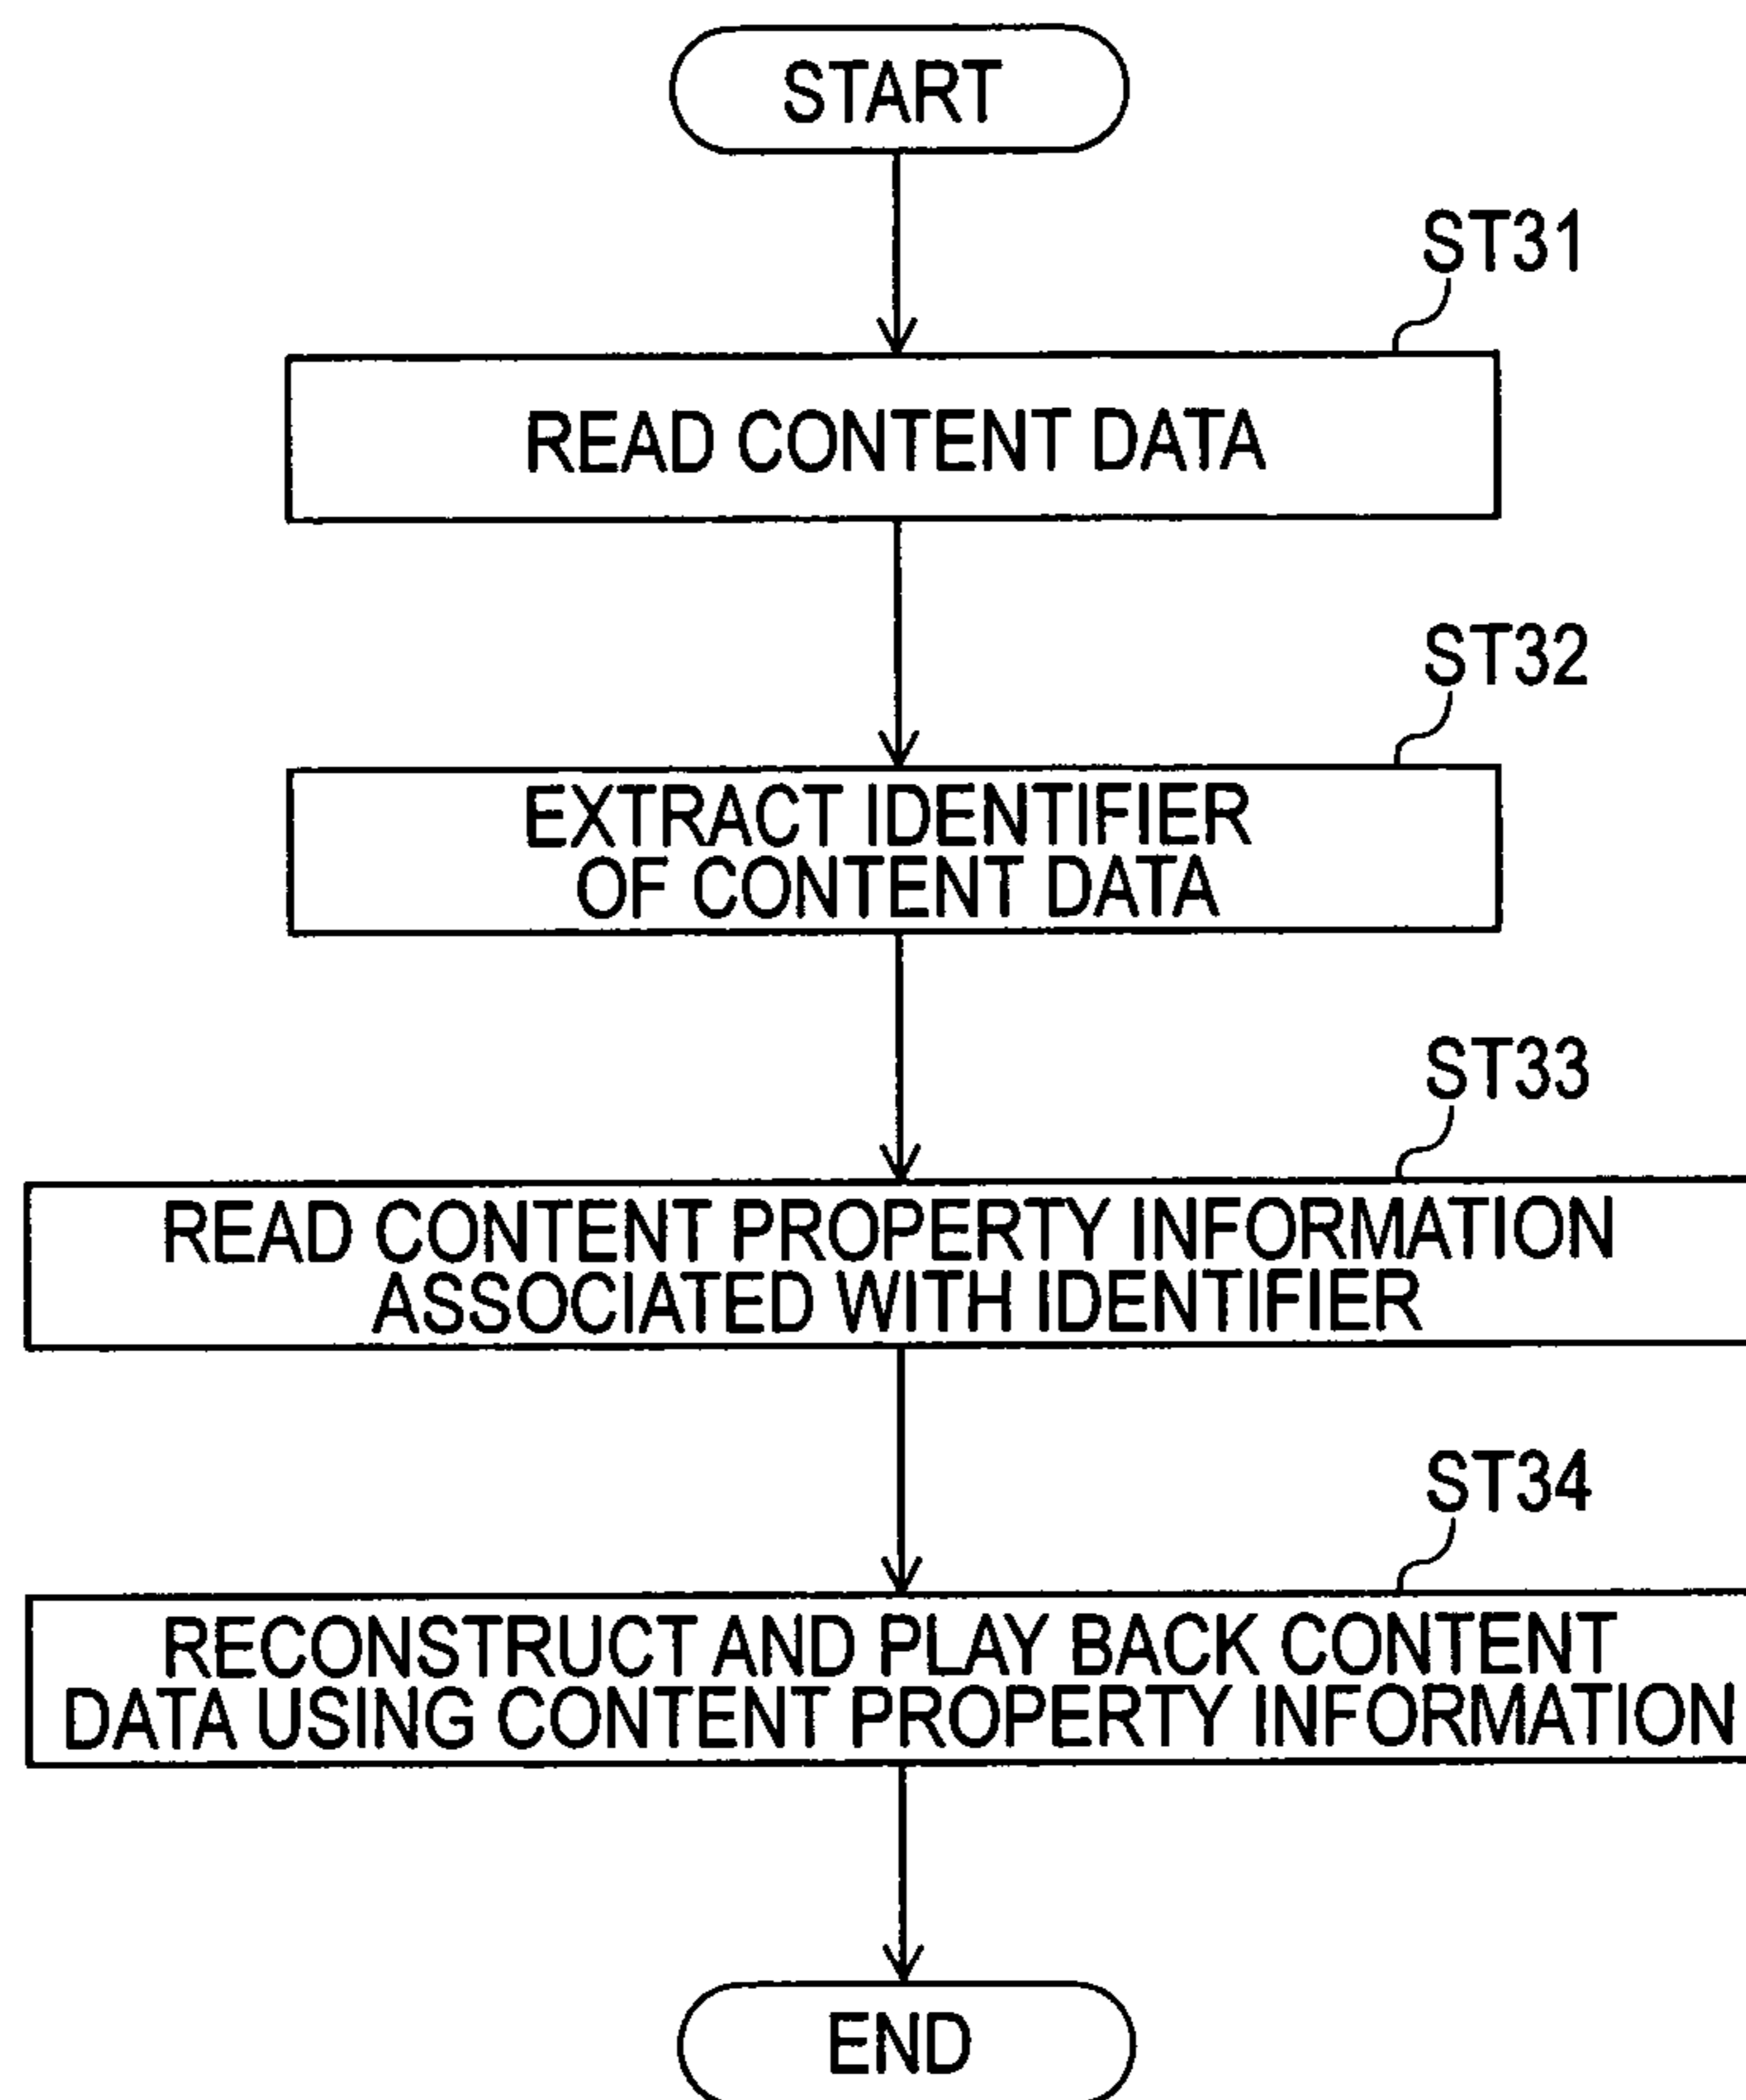 START
ST31
READ CONTENT DATA
ST32
EXTRACT IDENTIFIER
OF CONTENT DATA
ST33
READ CONTENT PROPERTY INFORMATION
ASSOCIATED WITH IDENTIFIER
ST34
RECONSTRUCT AND PLAY BACK CONTENT
DATA USING CONTENT PROPERTY INFORMATION
END